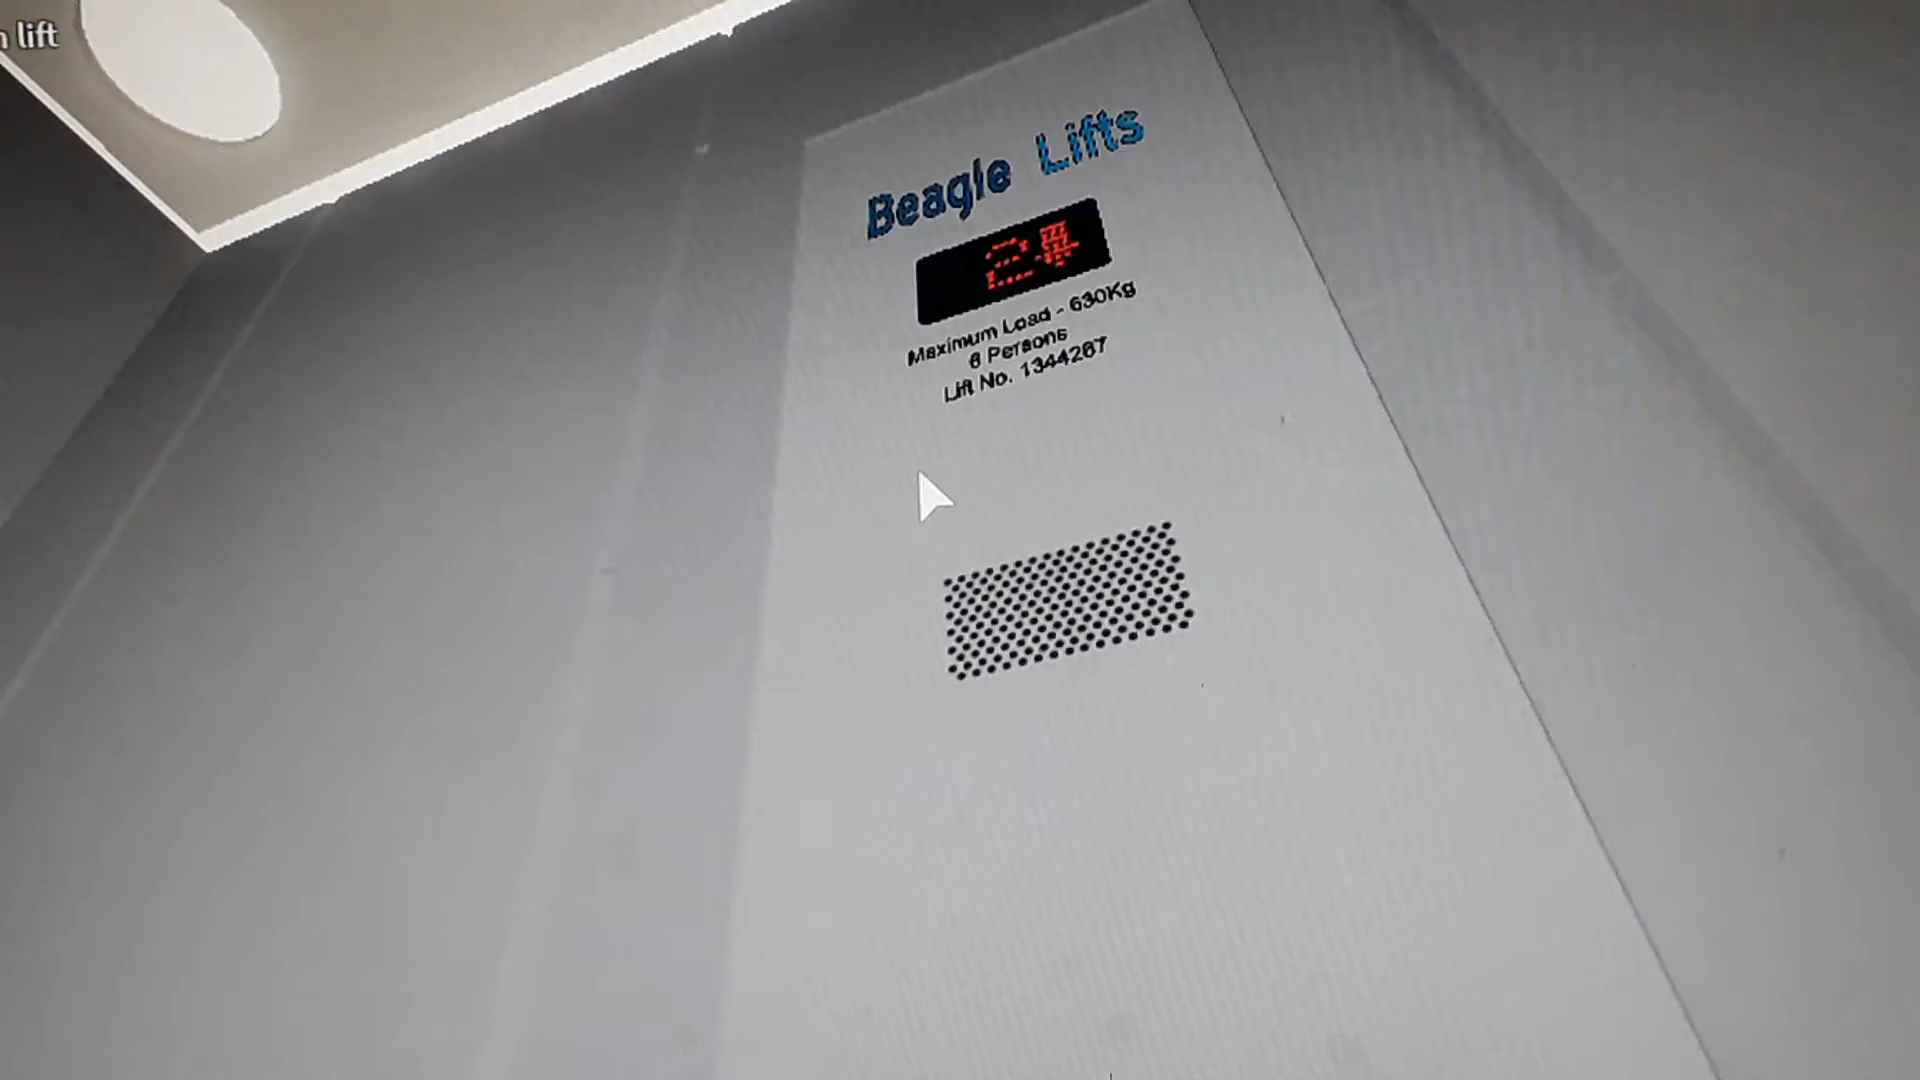 lift
Beagle Lifts
2
Maximum Load - 630Kg
8 Persons
Lift No. 1344267